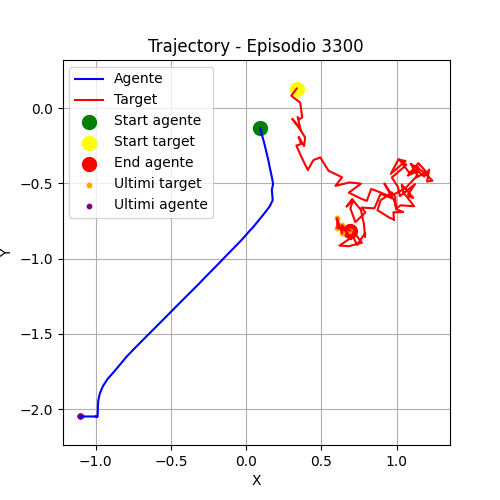 Trajectory - Episodio 3300
Agente
Target
Start agente
Start target
End agente
Ultimi target
Ultimi agente
0.0
−0.5
−1.0
−1.5
−2.0
Y
−1.0
−0.5
0.0
0.5
1.0
X